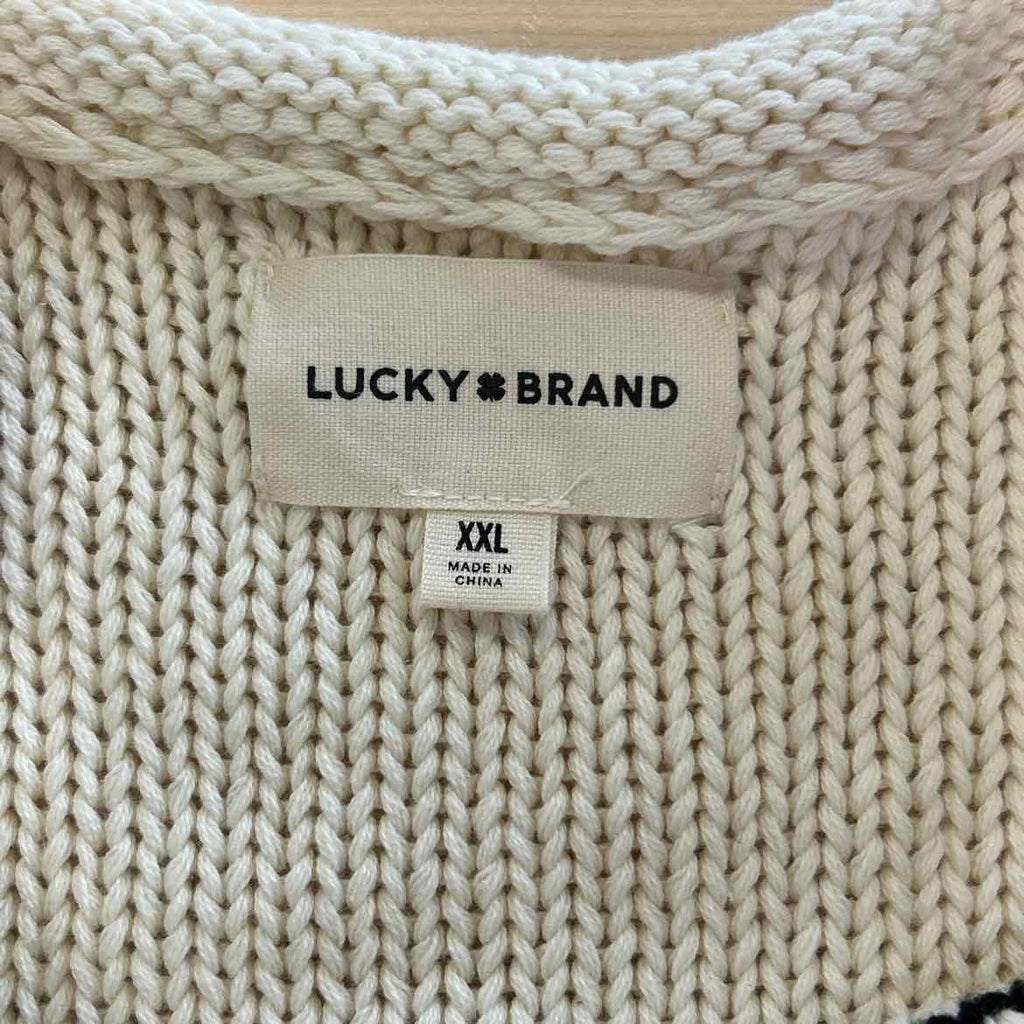 LUCKY BRAND
XXL
MADE IN
CHINA